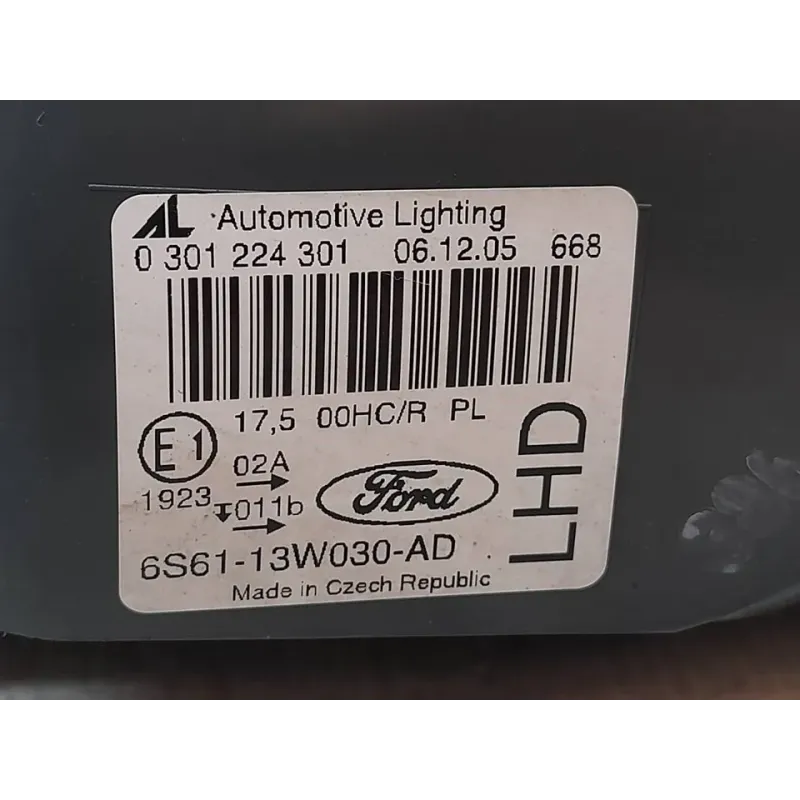 AL Automotive Lighting
0 301 224 301 06.12.05 668
17,5 00HC/R PL
E1
02A
1923 011b
Ford
LHD
6S61-13W030-AD
Made in Czech Republic